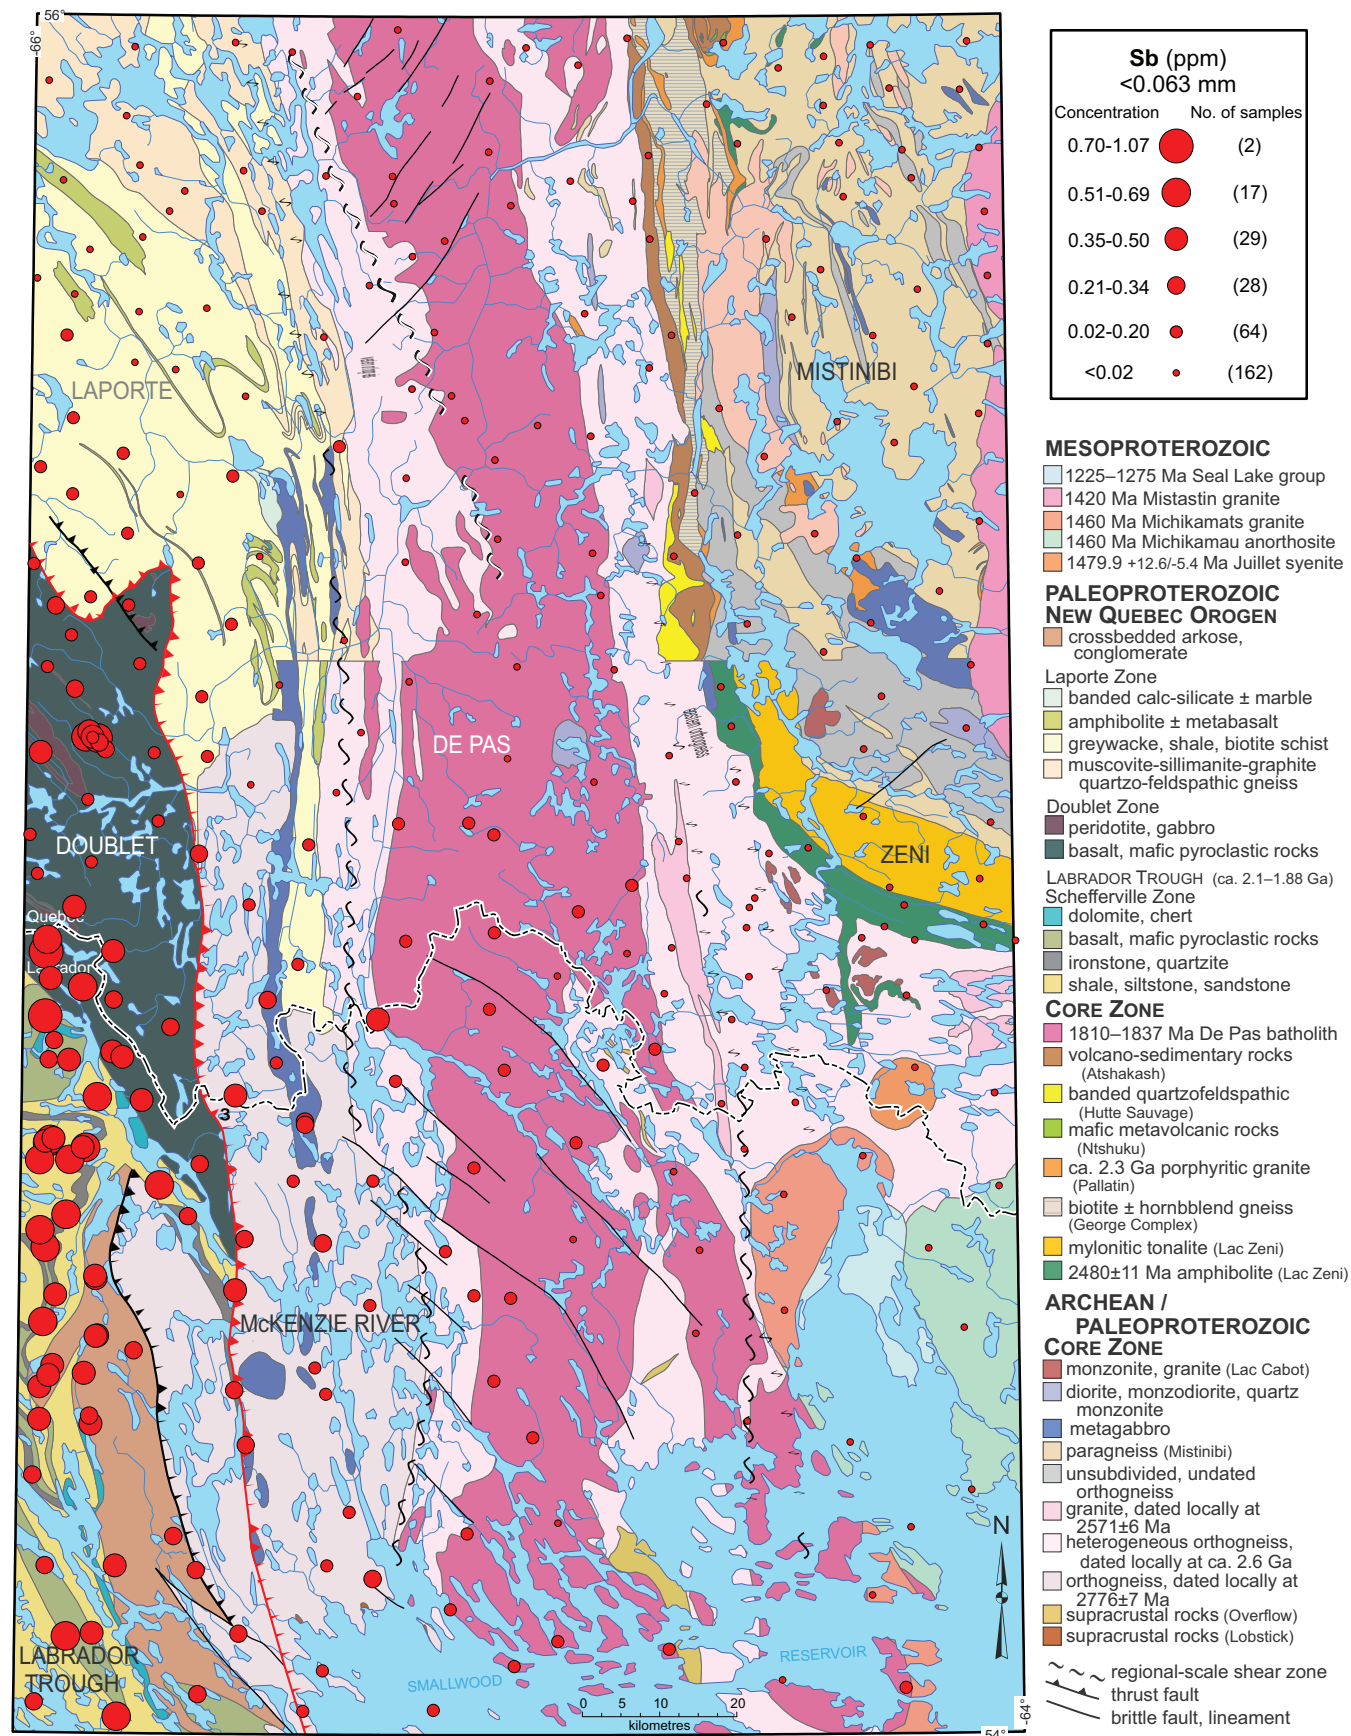 56°
-66°
LAPORTE
MISTINIBI
DE PAS
eastern orthogneiss
DOUBLET
ZENI
Quebec
Labrador
3
McKENZIE RIVER
LABRADOR
TROUGH
SMALLWOOD
RESERVOIR
N
0 5 10 20
kilometres
-64°
54°
Sb (ppm)
<0.063 mm
Concentration No. of samples
0.70-1.07 (2)
0.51-0.69 (17)
0.35-0.50 (29)
0.21-0.34 (28)
0.02-0.20 (64)
<0.02 (162)
MESOPROTEROZOIC
1225–1275 Ma Seal Lake group
1420 Ma Mistastin granite
1460 Ma Michikamats granite
1460 Ma Michikamau anorthosite
1479.9 +12.6/-5.4 Ma Juillet syenite
PALEOPROTEROZOIC
NEW QUEBEC OROGEN
crossbedded arkose,
conglomerate
Laporte Zone
banded calc-silicate ± marble
amphibolite ± metabasalt
greywacke, shale, biotite schist
muscovite-sillimanite-graphite
quartzo-feldspathic gneiss
Doublet Zone
peridotite, gabbro
basalt, mafic pyroclastic rocks
LABRADOR TROUGH (ca. 2.1–1.88 Ga)
Schefferville Zone
dolomite, chert
basalt, mafic pyroclastic rocks
ironstone, quartzite
shale, siltstone, sandstone
CORE ZONE
1810–1837 Ma De Pas batholith
volcano-sedimentary rocks
(Atshakash)
banded quartzofeldspathic
(Hutte Sauvage)
mafic metavolcanic rocks
(Ntshuku)
ca. 2.3 Ga porphyritic granite
(Pallatin)
biotite ± hornbblend gneiss
(George Complex)
mylonitic tonalite (Lac Zeni)
2480±11 Ma amphibolite (Lac Zeni)
ARCHEAN /
PALEOPROTEROZOIC
CORE ZONE
monzonite, granite (Lac Cabot)
diorite, monzodiorite, quartz
monzonite
metagabbro
paragneiss (Mistinibi)
unsubdivided, undated
orthogneiss
granite, dated locally at
2571±6 Ma
heterogeneous orthogneiss,
dated locally at ca. 2.6 Ga
orthogneiss, dated locally at
2776±7 Ma
supracrustal rocks (Overflow)
supracrustal rocks (Lobstick)
regional-scale shear zone
thrust fault
brittle fault, lineament